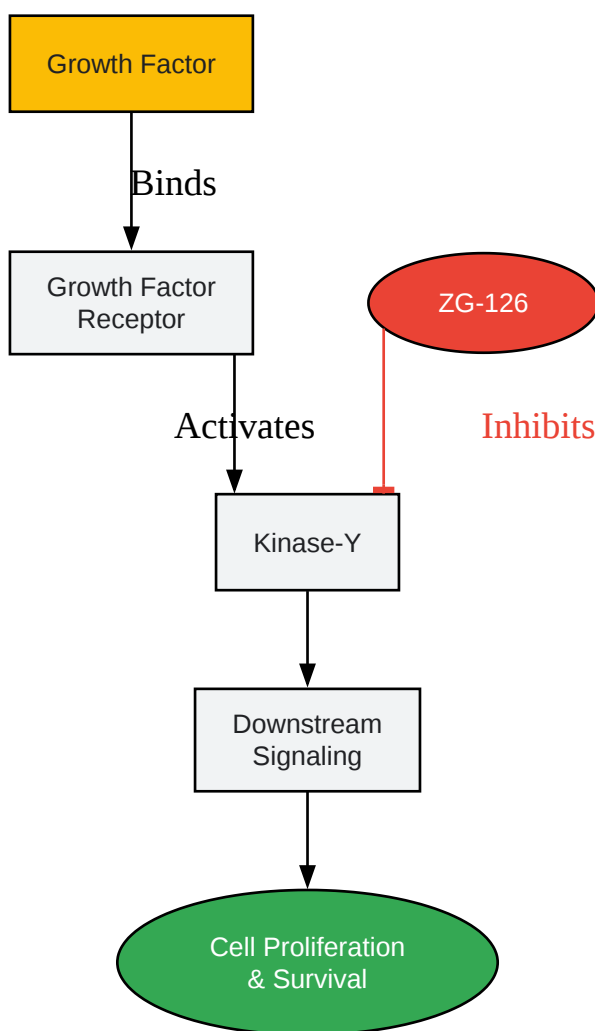 Growth Factor
Binds
Growth Factor
Receptor
ZG-126
Activates
Inhibits
Kinase-Y
Downstream
Signaling
Cell Proliferation
& Survival